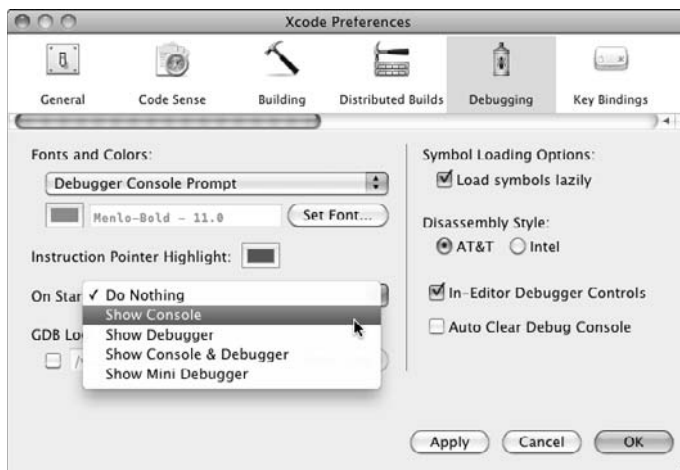 Xcode Preferences
General
Code Sense
Building
Distributed Builds
Debugging
Key Bindings
Fonts and Colors:
Debugger Console Prompt
Menlo-Bold - 11.0
Set Font...
Instruction Pointer Highlight:
On Star
✓ Do Nothing
Show Console
Show Debugger
Show Console & Debugger
Show Mini Debugger
GDB Lo
Symbol Loading Options:
Load symbols lazily
Disassembly Style:
AT&T
Intel
In-Editor Debugger Controls
Auto Clear Debug Console
Apply
Cancel
OK